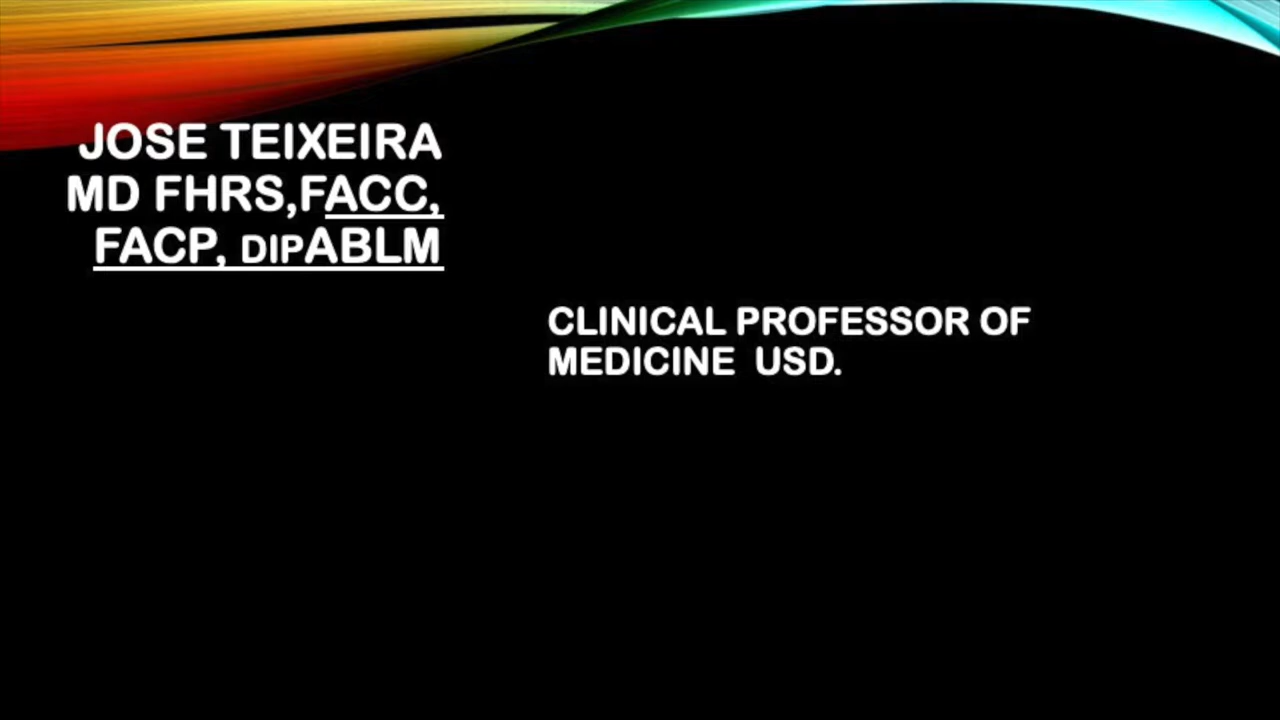 JOSE TEIXEIRA
MD FHRS,FACC,
FACP, DIPABLM
CLINICAL PROFESSOR OF
MEDICINE  USD.